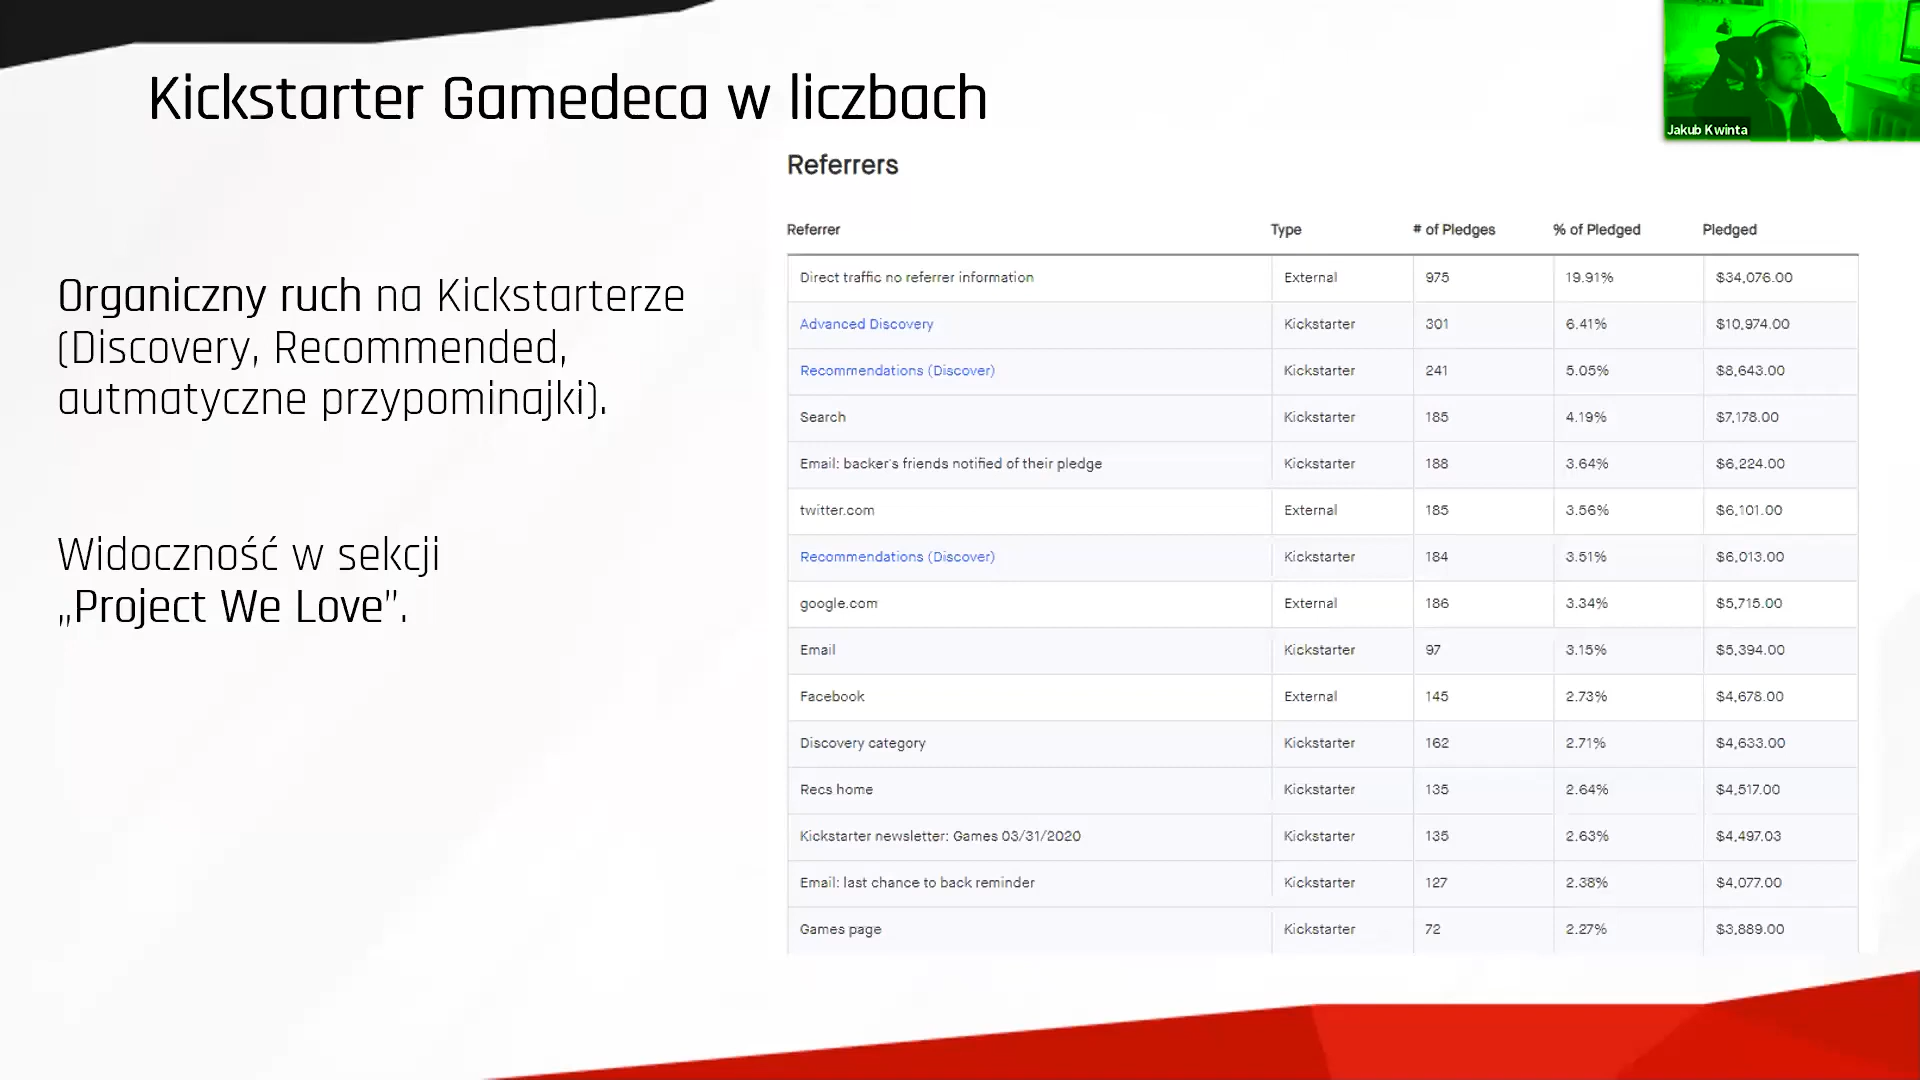 Kickstarter Gamedeca w liczbach
Jakub Kwinta
Organiczny ruch na Kickstarterze
(Discovery, Recommended,
autmatyczne przypominajki).
Widoczność w sekcji
„Project We Love”.
Referrers
Referrer Type # of Pledges % of Pledged Pledged
Direct traffic no referrer information External 975 19.91% $34,076.00
Advanced Discovery Kickstarter 301 6.41% $10,974.00
Recommendations (Discover) Kickstarter 241 5.05% $8,643.00
Search Kickstarter 185 4.19% $7,178.00
Email: backer's friends notified of their pledge Kickstarter 188 3.64% $6,224.00
twitter.com External 185 3.56% $6,101.00
Recommendations (Discover) Kickstarter 184 3.51% $6,013.00
google.com External 186 3.34% $5,715.00
Email Kickstarter 97 3.15% $5,394.00
Facebook External 145 2.73% $4,678.00
Discovery category Kickstarter 162 2.71% $4,633.00
Recs home Kickstarter 135 2.64% $4,517.00
Kickstarter newsletter: Games 03/31/2020 Kickstarter 135 2.63% $4,497.03
Email: last chance to back reminder Kickstarter 127 2.38% $4,077.00
Games page Kickstarter 72 2.27% $3,889.00